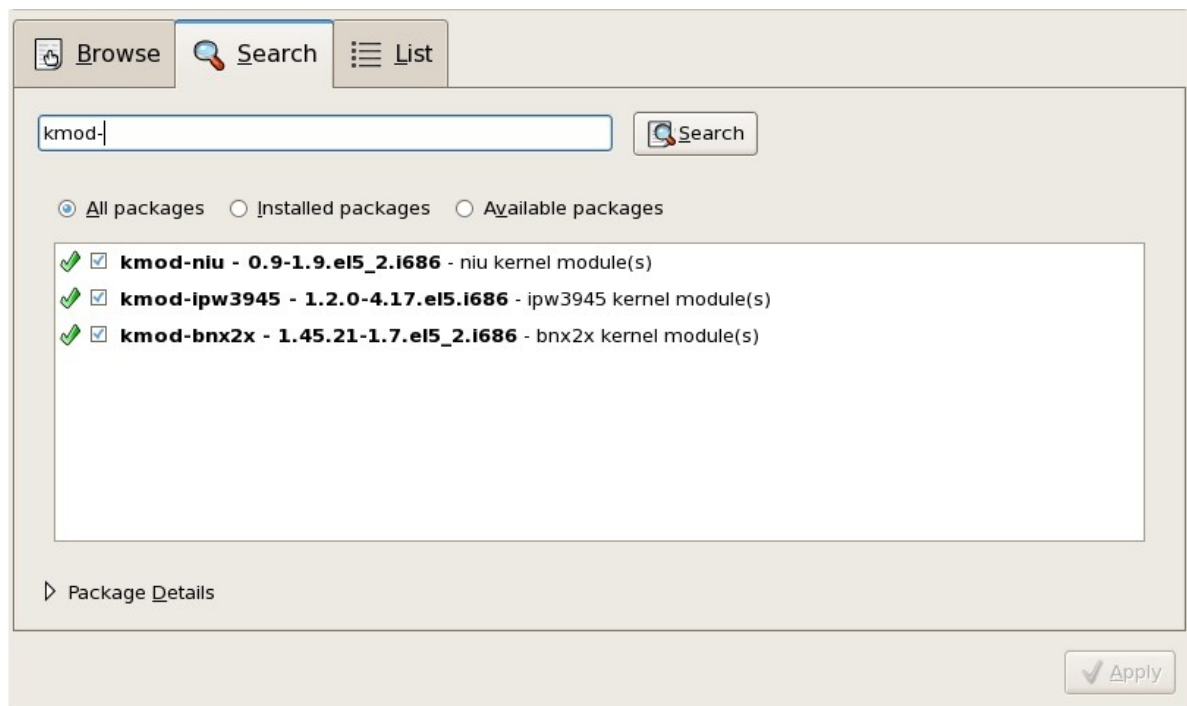 Browse Search List
kmod- Search
All packages Installed packages Available packages
kmod-niu - 0.9-1.9.el5_2.i686 - niu kernel module(s)
kmod-ipw3945 - 1.2.0-4.17.el5.i686 - ipw3945 kernel module(s)
kmod-bnx2x - 1.45.21-1.7.el5_2.i686 - bnx2x kernel module(s)
Package Details
Apply